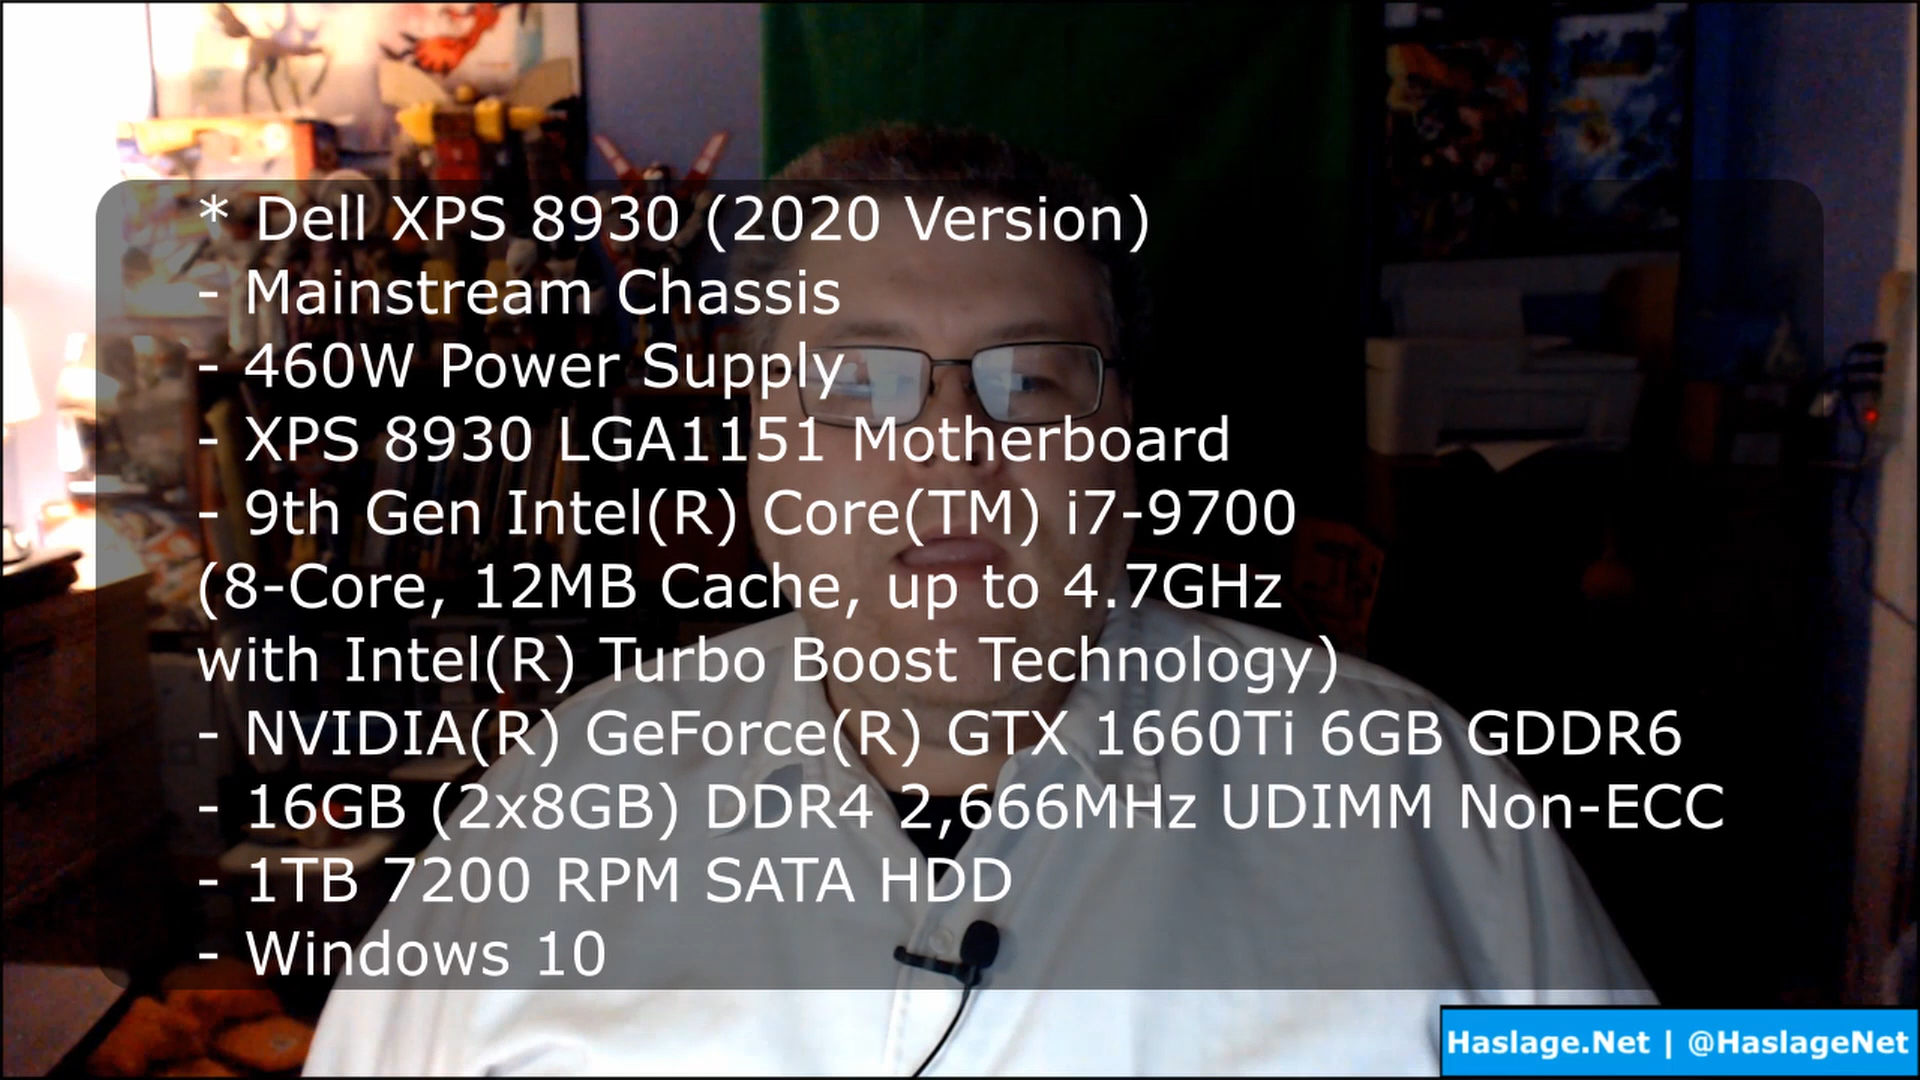 * Dell XPS 8930 (2020 Version)
- Mainstream Chassis
- 460W Power Supply
- XPS 8930 LGA1151 Motherboard
- 9th Gen Intel(R) Core(TM) i7-9700
(8-Core, 12MB Cache, up to 4.7GHz
with Intel(R) Turbo Boost Technology)
- NVIDIA(R) GeForce(R) GTX 1660Ti 6GB GDDR6
- 16GB (2x8GB) DDR4 2,666MHz UDIMM Non-ECC
- 1TB 7200 RPM SATA HDD
- Windows 10
Haslage.Net | @HaslageNet